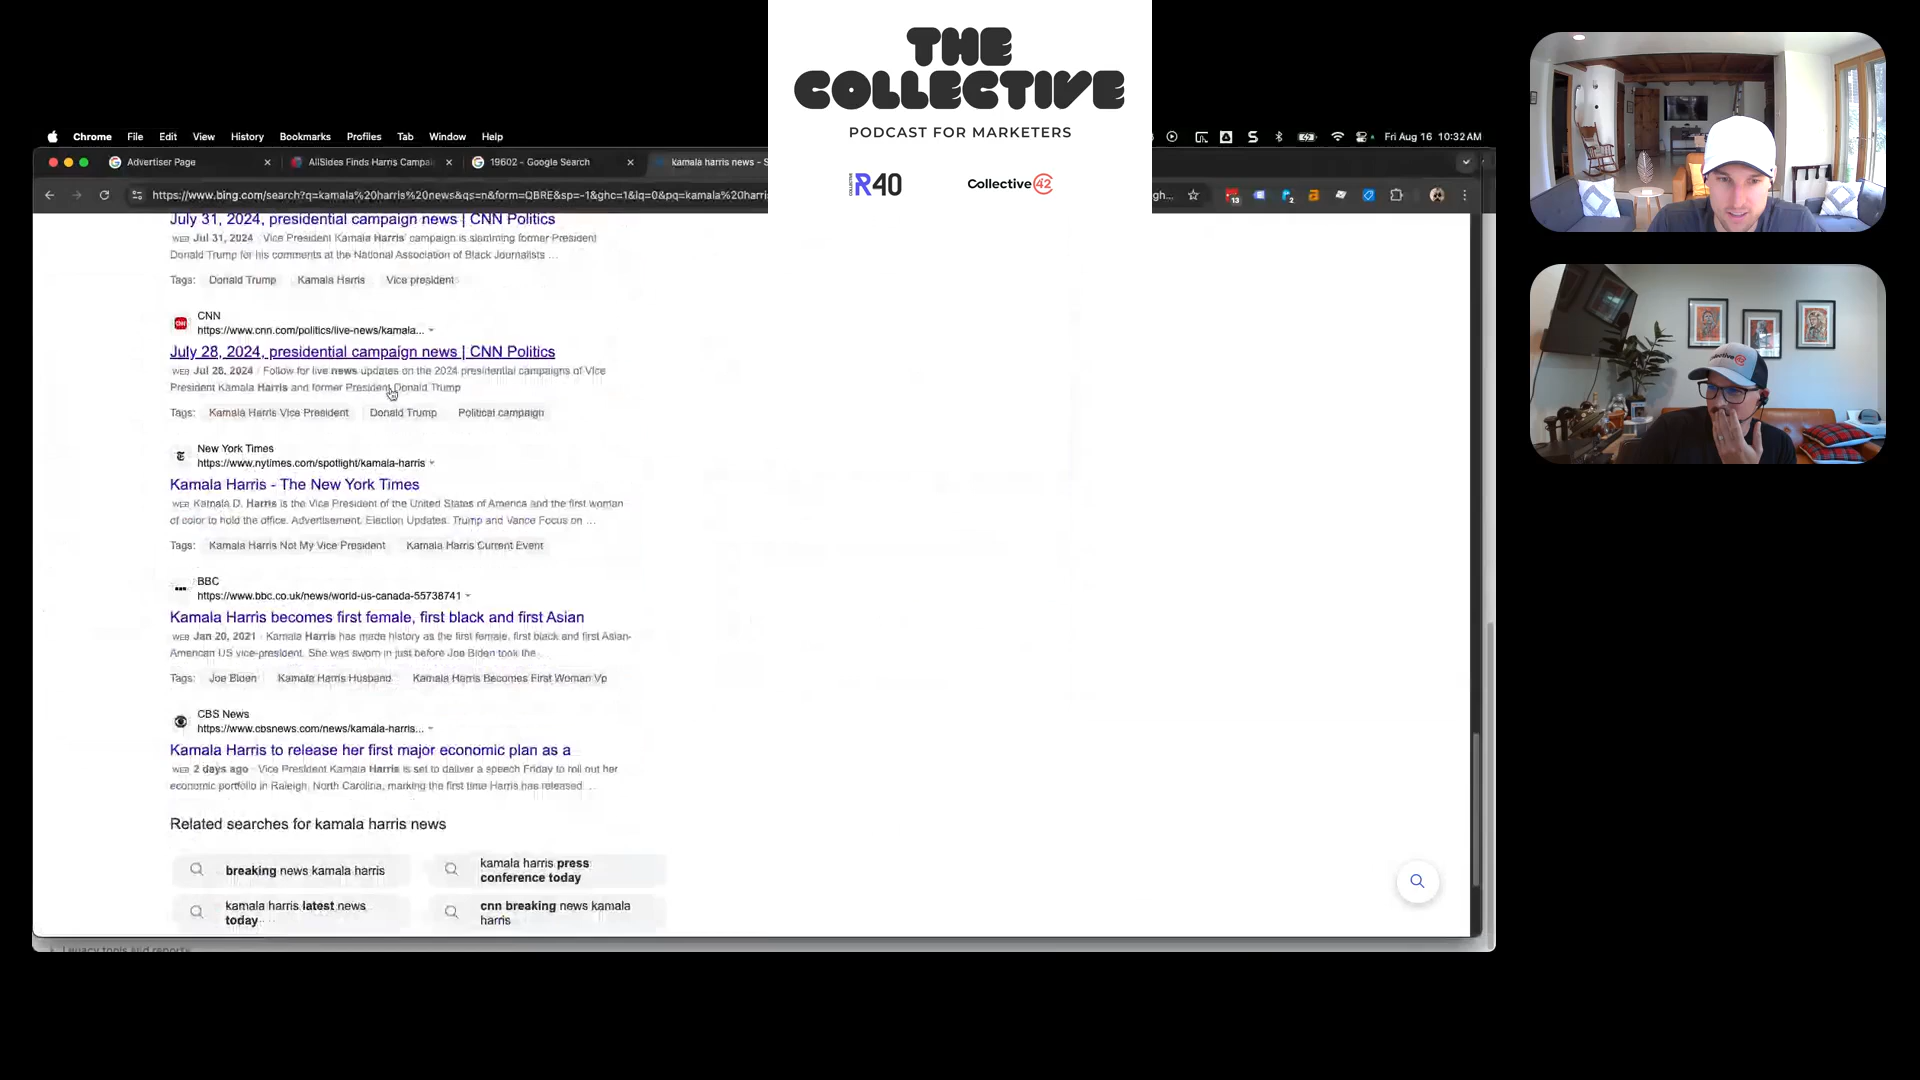 THE
COLLECTIVE
PODCAST FOR MARKETERS
COLLECTIVE R40
Collective42
Chrome File Edit View History Bookmarks Profiles Tab Window Help
Fri Aug 16 10:32 AM
Advertiser Page
AllSides Finds Harris Campai
19602 - Google Search
kamala harris news - S
https://www.bing.com/search?q=kamala%20harris%20news&qs=n&form=QBRE&sp=-1&ghc=1&lq=0&pq=kamala%20harri
gh...
13
2
July 31, 2024, presidential campaign news | CNN Politics
WEB Jul 31, 2024 · Vice President Kamala Harris' campaign is slamming former President
Donald Trump for his comments at the National Association of Black Journalists ...
Tags: Donald Trump Kamala Harris Vice president
CNN
https://www.cnn.com/politics/live-news/kamala...
July 28, 2024, presidential campaign news | CNN Politics
WEB Jul 28, 2024 · Follow for live news updates on the 2024 presidential campaigns of Vice
President Kamala Harris and former President Donald Trump
Tags: Kamala Harris Vice President Donald Trump Political campaign
New York Times
https://www.nytimes.com/spotlight/kamala-harris
Kamala Harris - The New York Times
WEB Kamala D. Harris is the Vice President of the United States of America and the first woman
of color to hold the office. Advertisement. Election Updates. Trump and Vance Focus on ...
Tags: Kamala Harris Not My Vice President Kamala Harris Current Event
BBC
https://www.bbc.co.uk/news/world-us-canada-55738741
Kamala Harris becomes first female, first black and first Asian
WEB Jan 20, 2021 · Kamala Harris has made history as the first female, first black and first Asian-
American US vice-president. She was sworn in just before Joe Biden took the
Tags: Joe Biden Kamala Harris Husband Kamala Harris Becomes First Woman Vp
CBS News
https://www.cbsnews.com/news/kamala-harris...
Kamala Harris to release her first major economic plan as a
WEB 2 days ago · Vice President Kamala Harris is set to deliver a speech Friday to roll out her
economic portfolio in Raleigh, North Carolina, marking the first time Harris has released ...
Related searches for kamala harris news
breaking news kamala harris
kamala harris press
conference today
kamala harris latest news
today
cnn breaking news kamala
harris
Legacy tools and reports